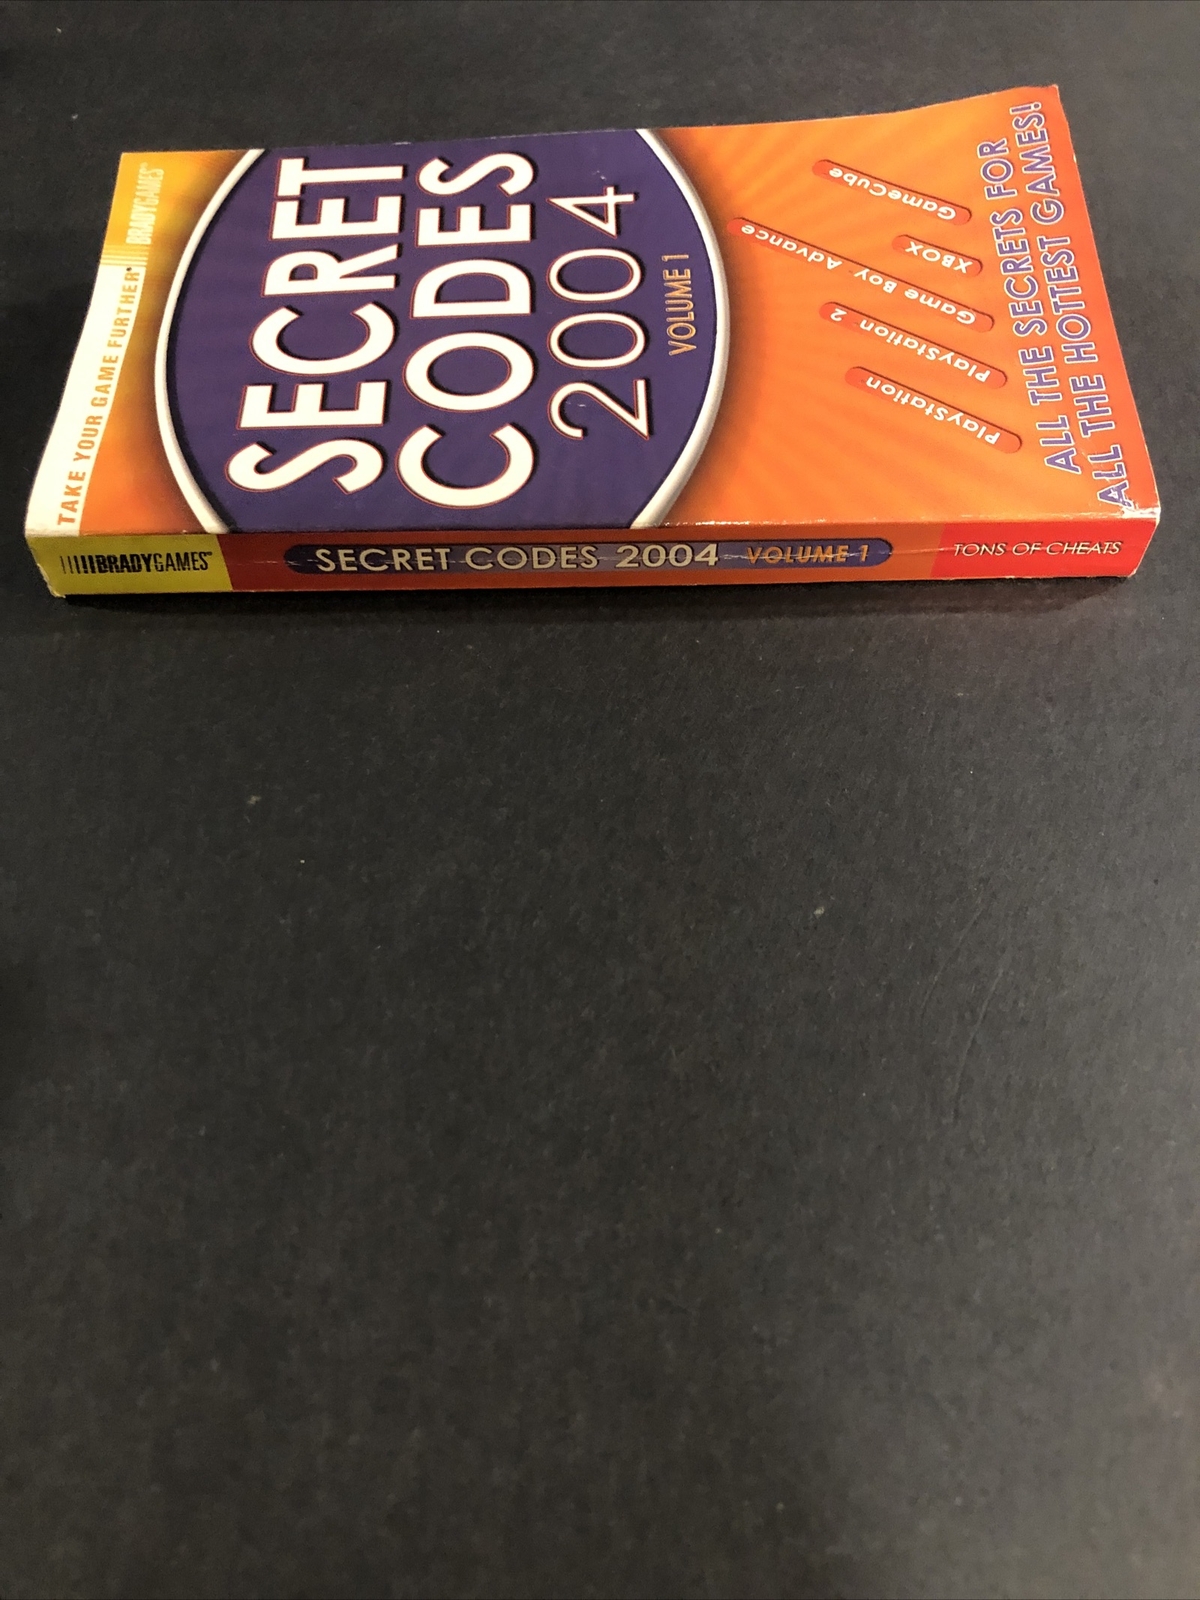 TAKE YOUR GAME FURTHER®
BRADYGAMES®
SECRET
CODES
2004
VOLUME 1
GameCube
XBOX
Game Boy Advance
PlayStation 2
PlayStation
ALL THE SECRETS FOR
ALL THE HOTTEST GAMES!
BRADYGAMES®
SECRET CODES 2004 VOLUME 1
TONS OF CHEATS